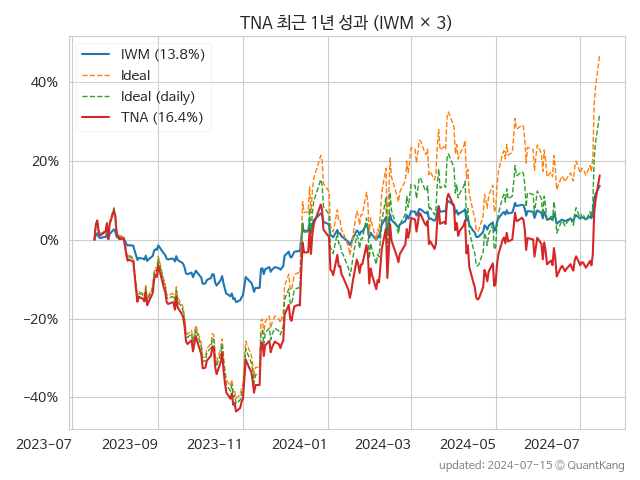 TNA 최근 1년 성과 (IWM × 3)
IWM (13.8%)
Ideal
Ideal (daily)
TNA (16.4%)
40%
20%
0%
−20%
−40%
2023-07 2023-09 2023-11 2024-01 2024-03 2024-05 2024-07
updated: 2024-07-15 © QuantKang